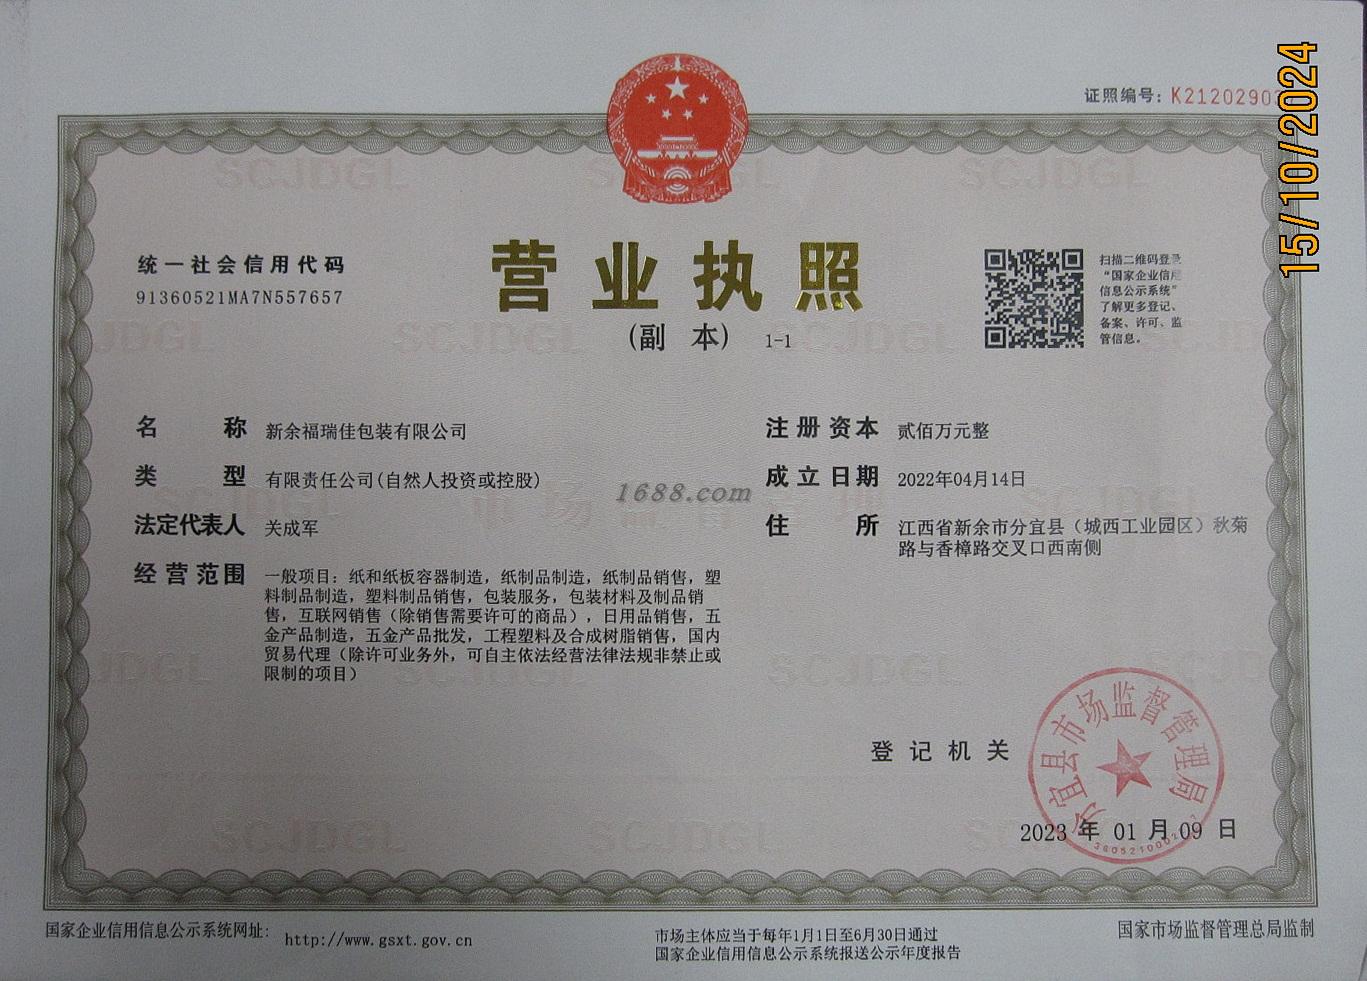 证照编号：K2120290
15/10/2024
统一社会信用代码
91360521MA7N557657
营业执照
(副 本) 1-1
扫描二维码登录
“国家企业信用
信息公示系统”
了解更多登记、
备案、许可、监
管信息。
名 称 新余福瑞佳包装有限公司
类 型 有限责任公司(自然人投资或控股)
法定代表人 关成军
经营范围 一般项目：纸和纸板容器制造，纸制品制造，纸制品销售，塑
料制品制造，塑料制品销售，包装服务，包装材料及制品销
售，互联网销售（除销售需要许可的商品），日用品销售，五
金产品制造，五金产品批发，工程塑料及合成树脂销售，国内
贸易代理（除许可业务外，可自主依法经营法律法规非禁止或
限制的项目）
注册资本 贰佰万元整
成立日期 2022年04月14日
住 所 江西省新余市分宜县（城西工业园区）秋菊
路与香樟路交叉口西南侧
1688.com
登记机关
分宜县市场监督管理局
2023 年 01 月 09 日
国家企业信用信息公示系统网址：
http://www.gsxt.gov.cn
市场主体应当于每年1月1日至6月30日通过
国家企业信用信息公示系统报送公示年度报告
国家市场监督管理总局监制